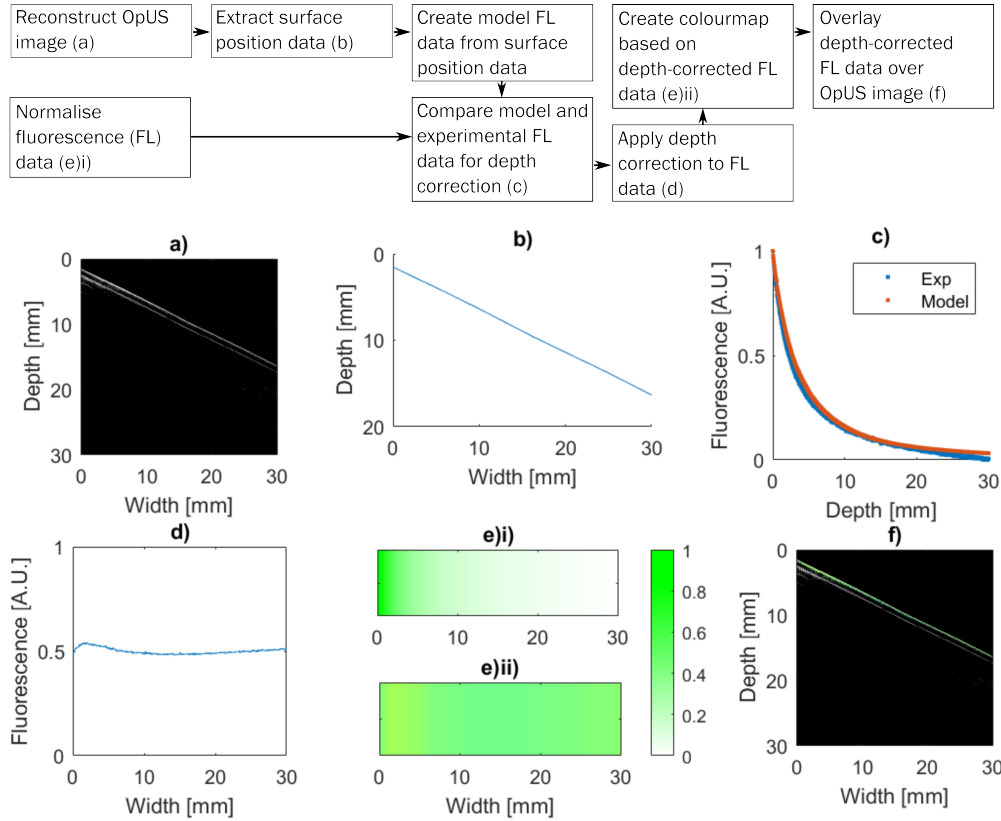 Reconstruct OpUS
image (a)
Extract surface
position data (b)
Create model FL
data from surface
position data
Create colourmap
based on
depth-corrected FL
data (e)ii)
Overlay
depth-corrected
FL data over
OpUS image (f)
Normalise
fluorescence (FL)
data (e)i)
Compare model and
experimental FL
data for depth
correction (c)
Apply depth
correction to FL
data (d)
a)
0
10
20
30
Depth [mm]
0 10 20 30
Width [mm]
b)
0
10
20
Depth [mm]
0 10 20 30
Width [mm]
c)
1
0.5
0
Fluorescence [A.U.]
Exp
Model
0 10 20 30
Depth [mm]
d)
1
0.5
0
Fluorescence [A.U.]
0 10 20 30
Width [mm]
e)i)
0 10 20 30
e)ii)
0 10 20 30
Width [mm]
1
0.8
0.6
0.4
0.2
0
f)
0
10
20
30
Depth [mm]
0 10 20 30
Width [mm]